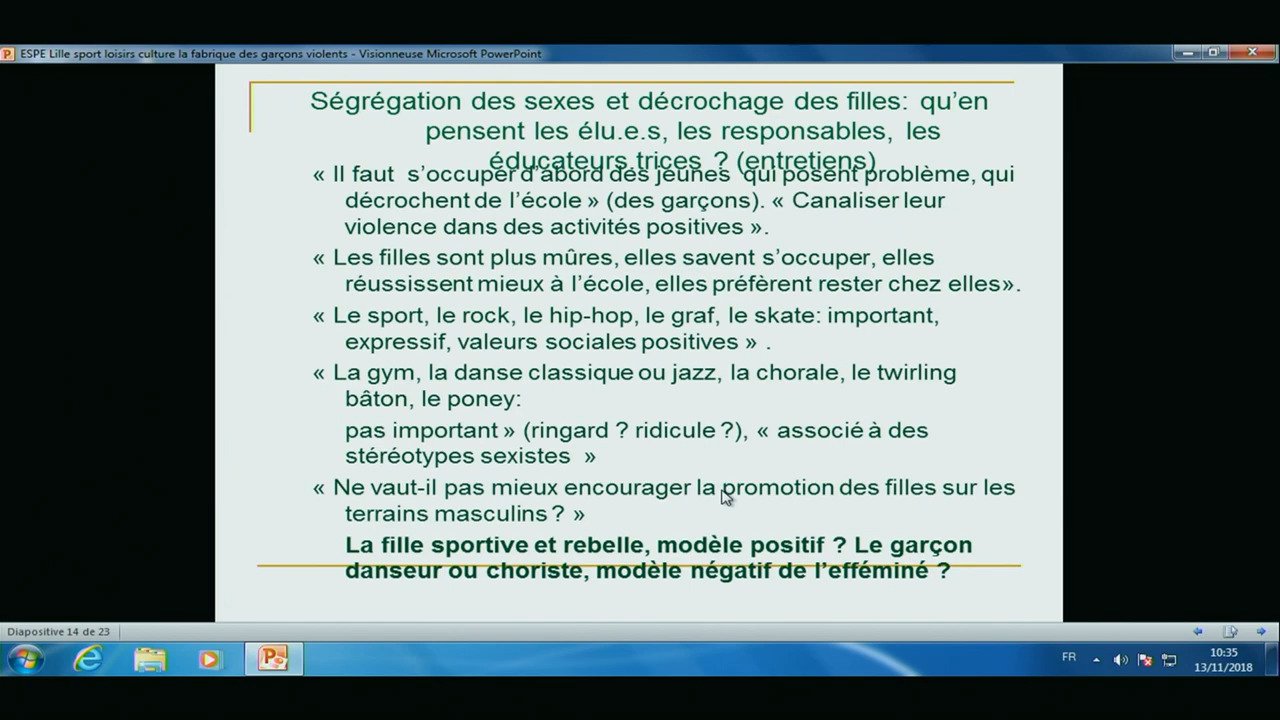 ESPE Lille sport loisirs culture la fabrique des garçons violents - Visionneuse Microsoft PowerPoint
Ségrégation des sexes et décrochage des filles: qu’en
pensent les élu.e.s, les responsables, les
éducateurs.trices ? (entretiens)
« Il faut s’occuper d’abord des jeunes qui posent problème, qui
décrochent de l’école » (des garçons). « Canaliser leur
violence dans des activités positives ».
« Les filles sont plus mûres, elles savent s’occuper, elles
réussissent mieux à l’école, elles préfèrent rester chez elles».
« Le sport, le rock, le hip-hop, le graf, le skate: important,
expressif, valeurs sociales positives » .
« La gym, la danse classique ou jazz, la chorale, le twirling
bâton, le poney:
pas important » (ringard ? ridicule ?), « associé à des
stéréotypes sexistes »
« Ne vaut-il pas mieux encourager la promotion des filles sur les
terrains masculins ? »
La fille sportive et rebelle, modèle positif ? Le garçon
danseur ou choriste, modèle négatif de l’efféminé ?
Diapositive 14 de 23
FR
10:35
13/11/2018